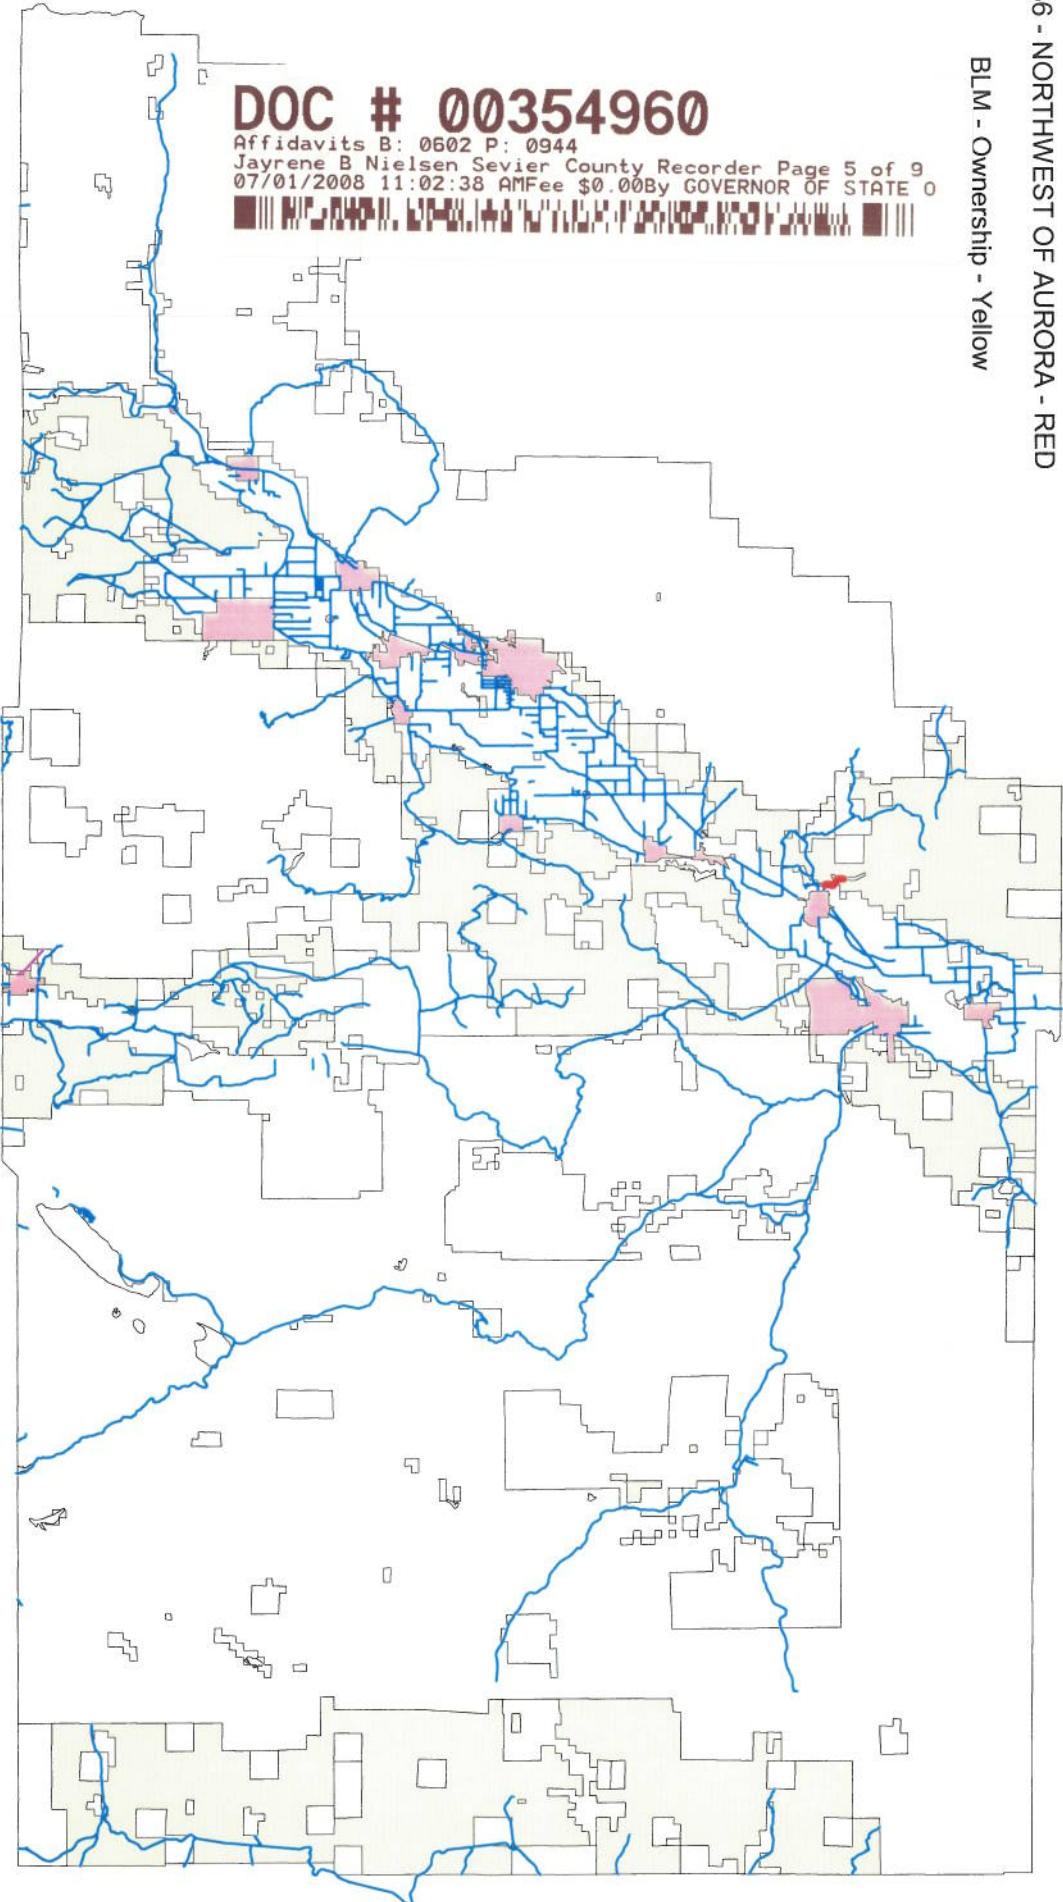 6 - NORTHWEST OF AURORA - RED
BLM - Ownership - Yellow
DOC # 00354960
Affidavits B: 0602 P: 0944
Jayrene B Nielsen Sevier County Recorder Page 5 of 9
07/01/2008 11:02:38 AMFee $0.00By GOVERNOR OF STATE O